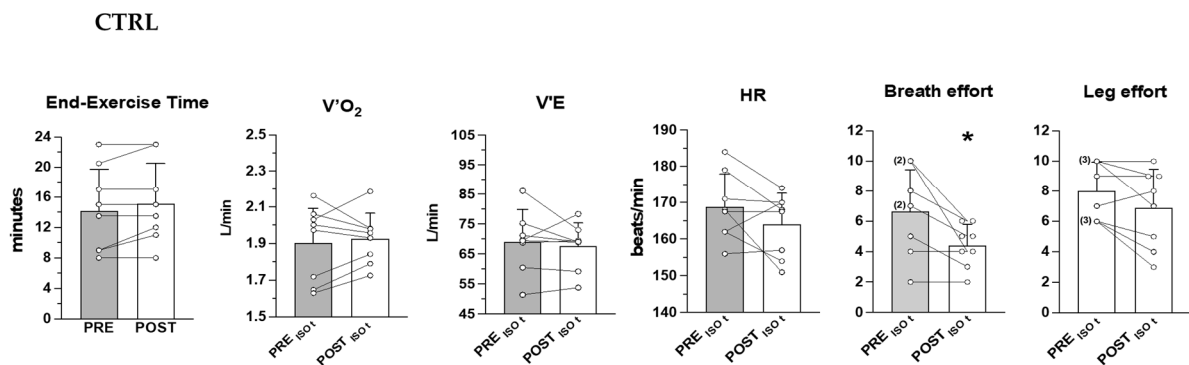 CTRL
End-Exercise Time
minutes
24
20
16
12
8
4
0
PRE POST
V'O2
L/min
2.5
2.3
2.1
1.9
1.7
1.5
PRE ISO t POST ISO t
V'E
L/min
105
95
85
75
65
55
45
PRE ISO t POST ISO t
HR
beats/min
190
180
170
160
150
140
PRE ISO t POST ISO t
Breath effort
12
10
8
6
4
2
0
(2)
(2)
*
PRE ISO t POST ISO t
Leg effort
12
10
8
6
4
2
0
(3)
(3)
PRE ISO t POST ISO t